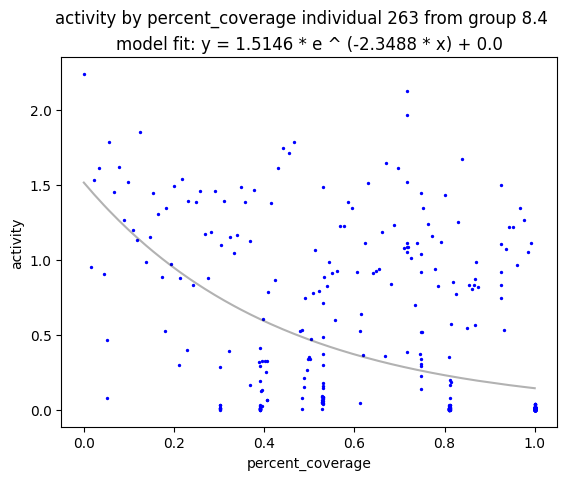 activity by percent_coverage individual 263 from group 8.4
model fit: y = 1.5146 * e ^ (-2.3488 * x) + 0.0
2.0
1.5
1.0
0.5
0.0
activity
0.0 0.2 0.4 0.6 0.8 1.0
percent_coverage